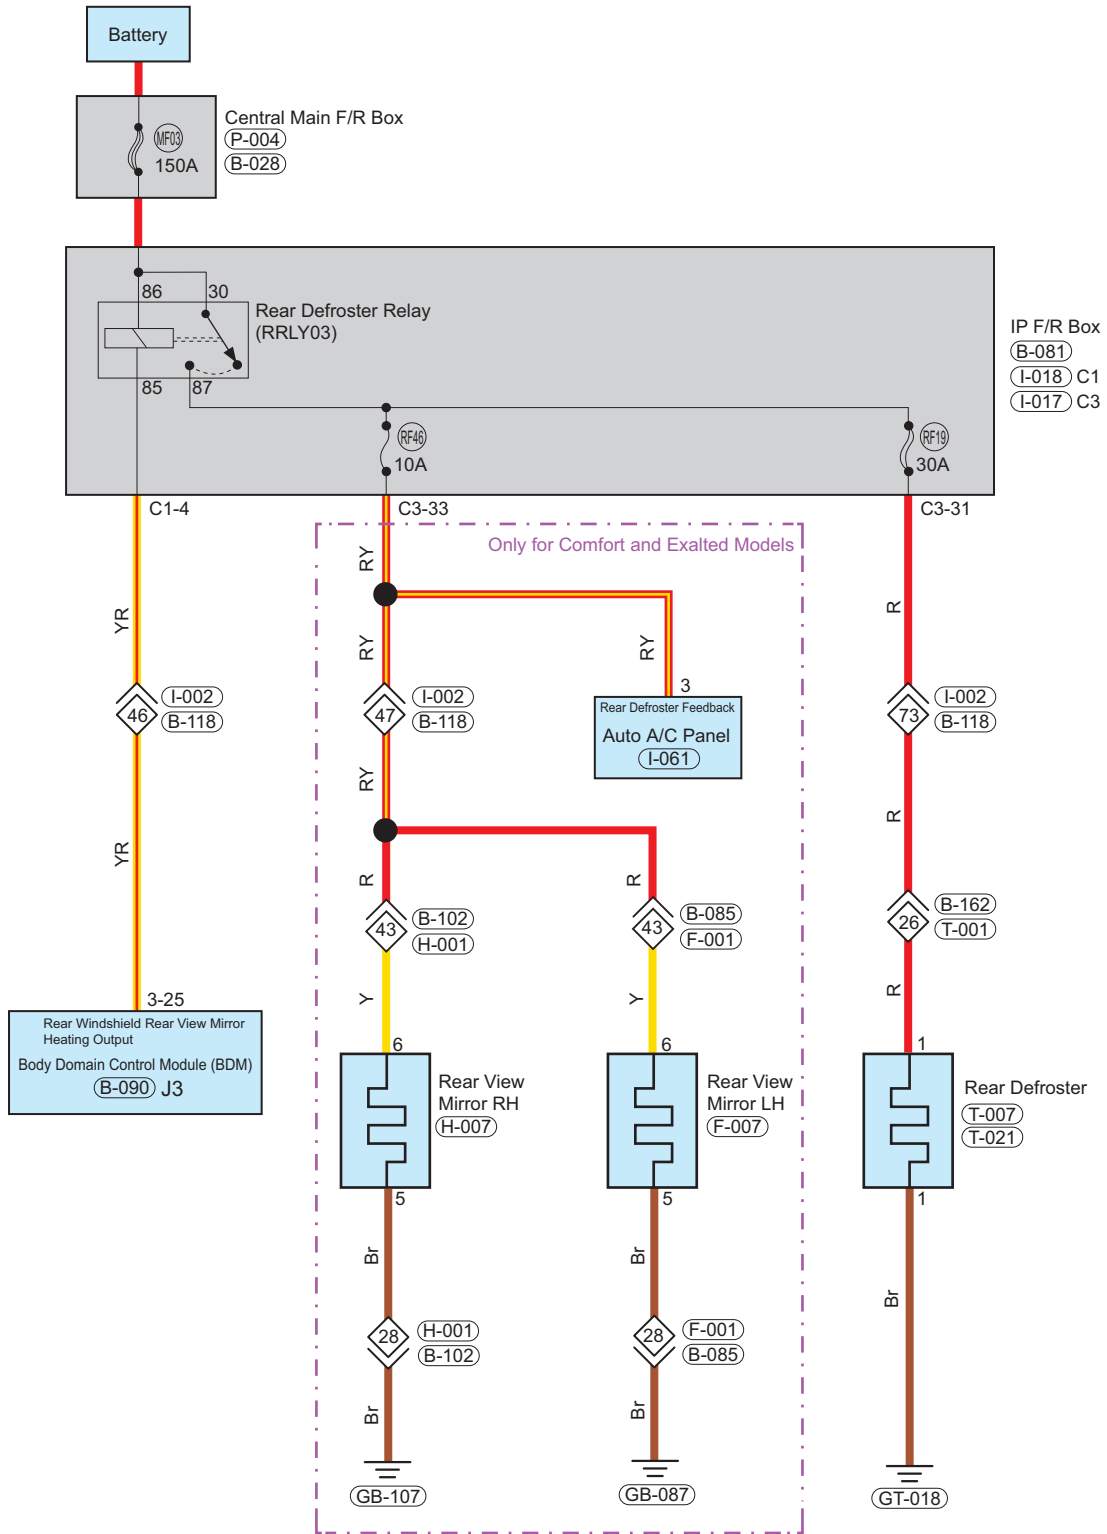 Battery
MF03
150A
Central Main F/R Box
P-004
B-028
86
30
Rear Defroster Relay
(RRLY03)
85
87
RF46
10A
RF19
30A
IP F/R Box
B-081
I-018 C1
I-017 C3
C1-4
C3-33
C3-31
Only for Comfort and Exalted Models
RY
YR
RY
RY
R
3
Rear Defroster Feedback
Auto A/C Panel
I-061
46
I-002
B-118
47
I-002
B-118
73
I-002
B-118
RY
YR
R
R
R
43
B-102
H-001
43
B-085
F-001
26
B-162
T-001
Y
Y
R
3-25
Rear Windshield Rear View Mirror
Heating Output
Body Domain Control Module (BDM)
B-090 J3
6
Rear View
Mirror RH
H-007
5
6
Rear View
Mirror LH
F-007
5
1
Rear Defroster
T-007
T-021
1
Br
Br
Br
28
H-001
B-102
28
F-001
B-085
Br
Br
GB-107
GB-087
GT-018